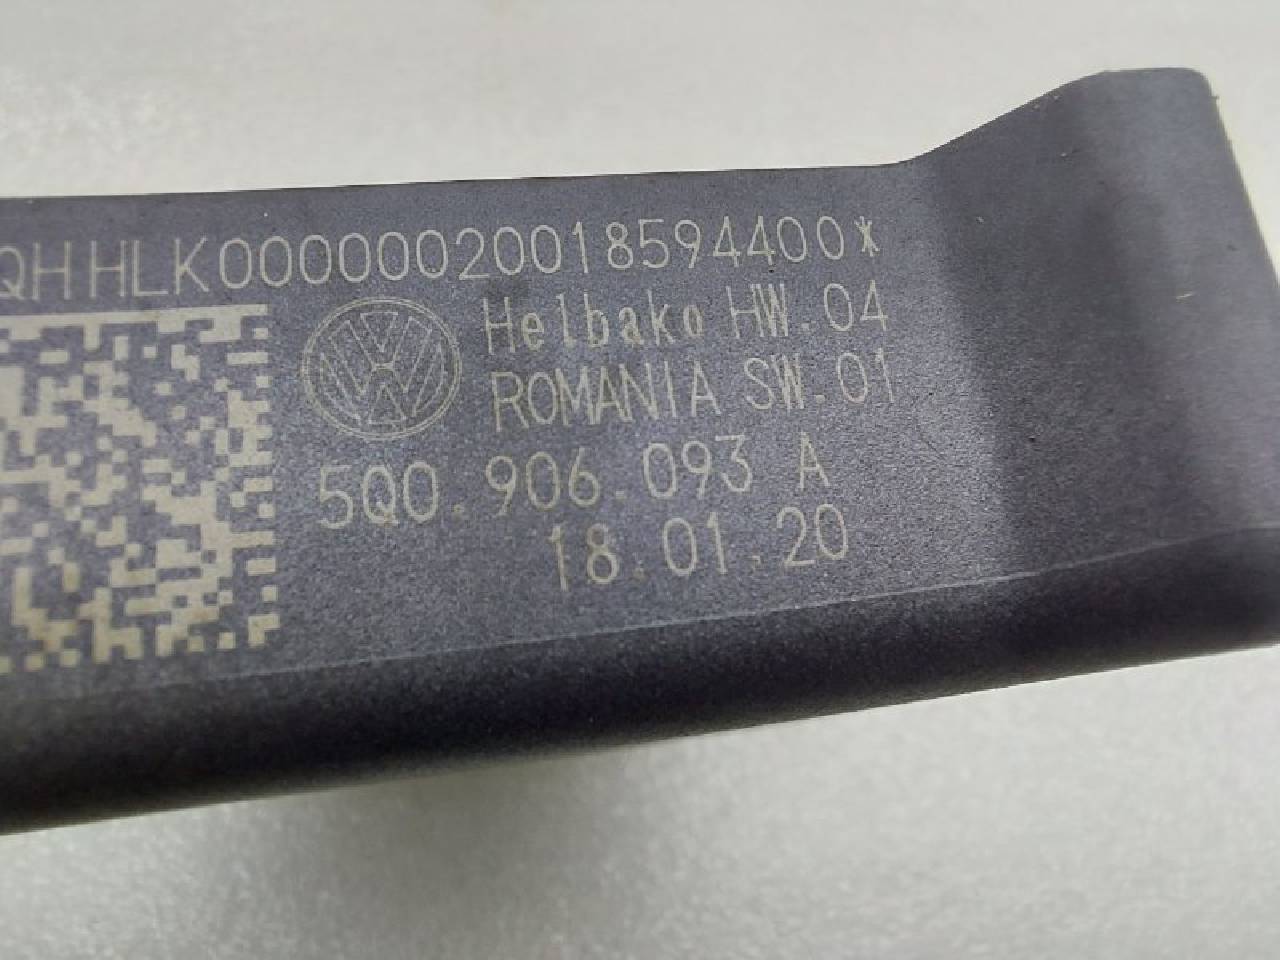 QHHLK00000020018594400*
Helbako HW.04
ROMANIA SW.01
5Q0.906.093 A
18.01.20